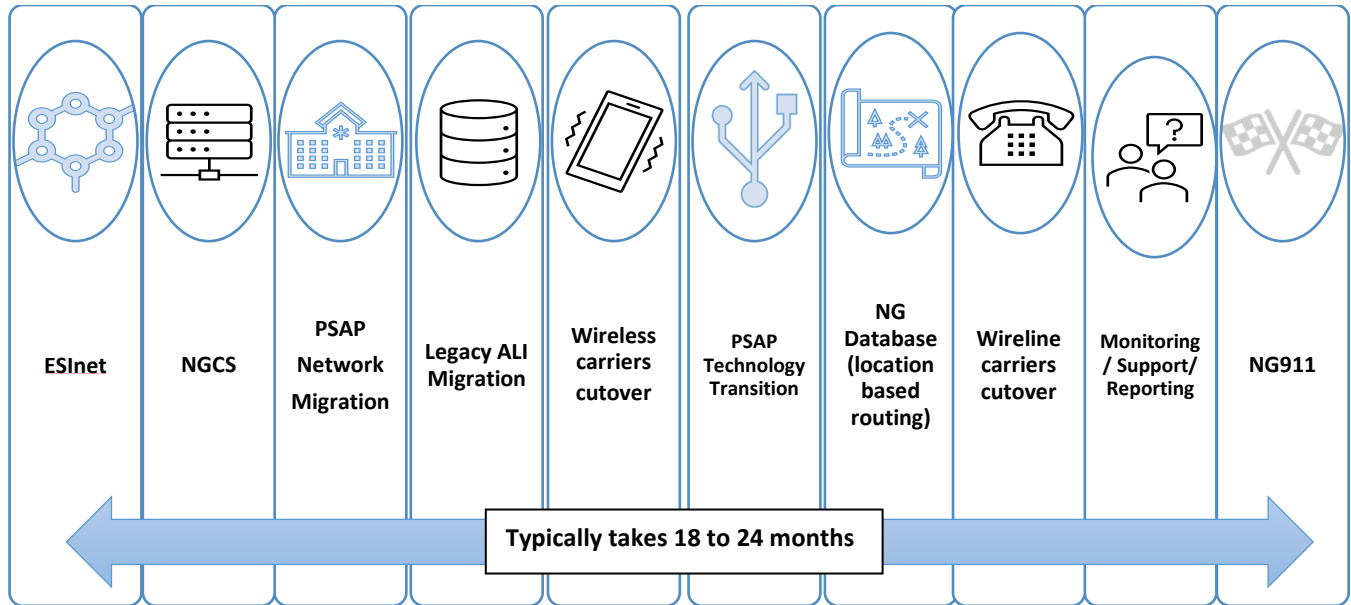 ESInet
NGCS
PSAP
Network
Migration
Legacy ALI
Migration
Wireless
carriers
cutover
PSAP
Technology
Transition
NG
Database
(location
based
routing)
Wireline
carriers
cutover
?
Monitoring
/ Support/
Reporting
NG911
Typically takes 18 to 24 months